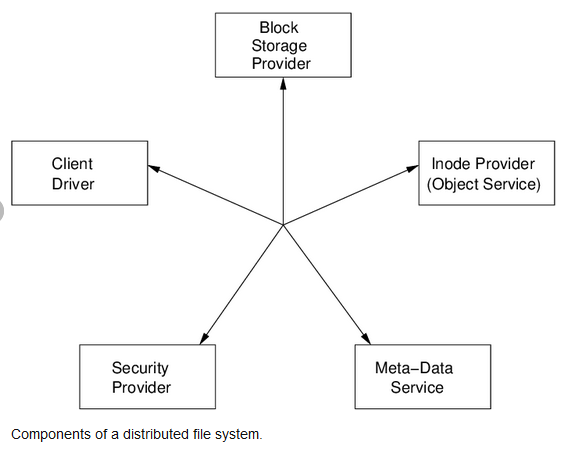 Block
Storage
Provider
Client
Driver
Inode Provider
(Object Service)
Security
Provider
Meta−Data
Service
Components of a distributed file system.